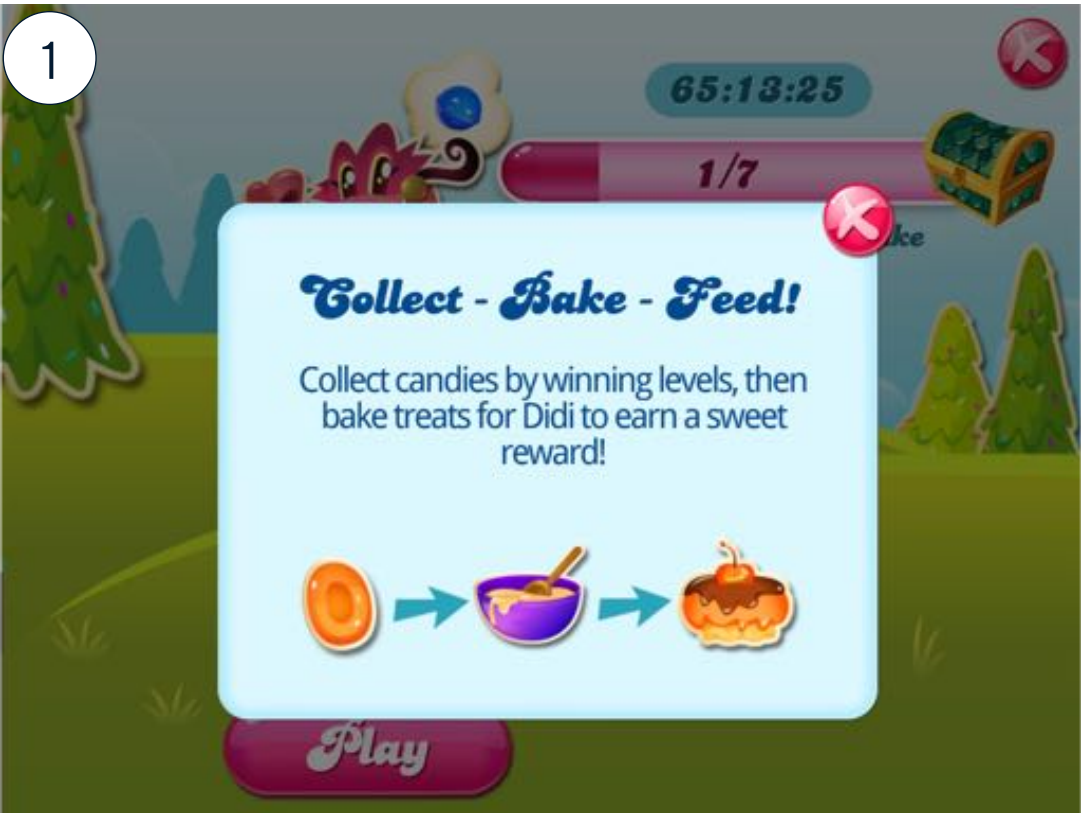 1
65:13:25
1/7
ke
Collect - Bake - Feed!
Collect candies by winning levels, then
bake treats for Didi to earn a sweet
reward!
Play